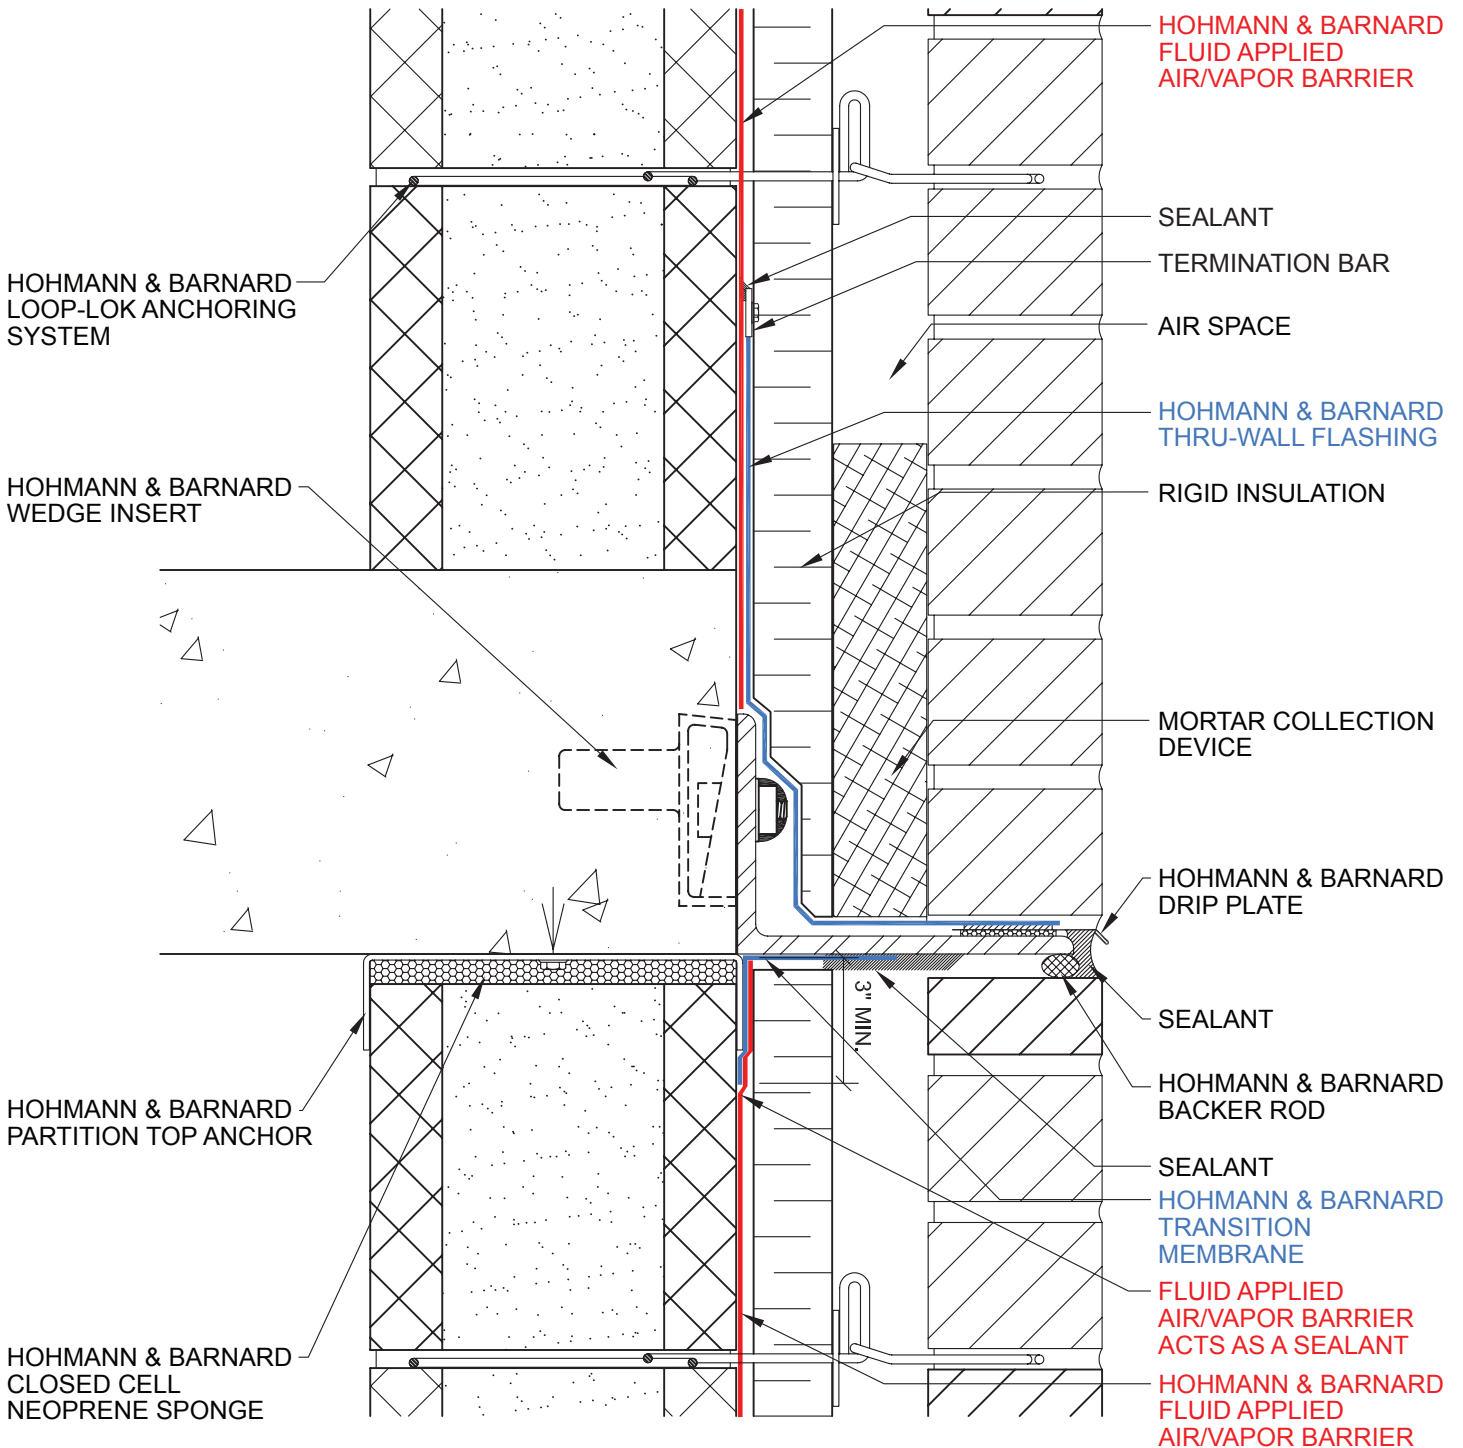 HOHMANN & BARNARD
FLUID APPLIED
AIR/VAPOR BARRIER
SEALANT
TERMINATION BAR
AIR SPACE
HOHMANN & BARNARD
THRU-WALL FLASHING
RIGID INSULATION
MORTAR COLLECTION
DEVICE
HOHMANN & BARNARD
DRIP PLATE
SEALANT
HOHMANN & BARNARD
BACKER ROD
SEALANT
HOHMANN & BARNARD
TRANSITION
MEMBRANE
FLUID APPLIED
AIR/VAPOR BARRIER
ACTS AS A SEALANT
HOHMANN & BARNARD
FLUID APPLIED
AIR/VAPOR BARRIER
HOHMANN & BARNARD
LOOP-LOK ANCHORING
SYSTEM
HOHMANN & BARNARD
WEDGE INSERT
HOHMANN & BARNARD
PARTITION TOP ANCHOR
HOHMANN & BARNARD
CLOSED CELL
NEOPRENE SPONGE
3" MIN.